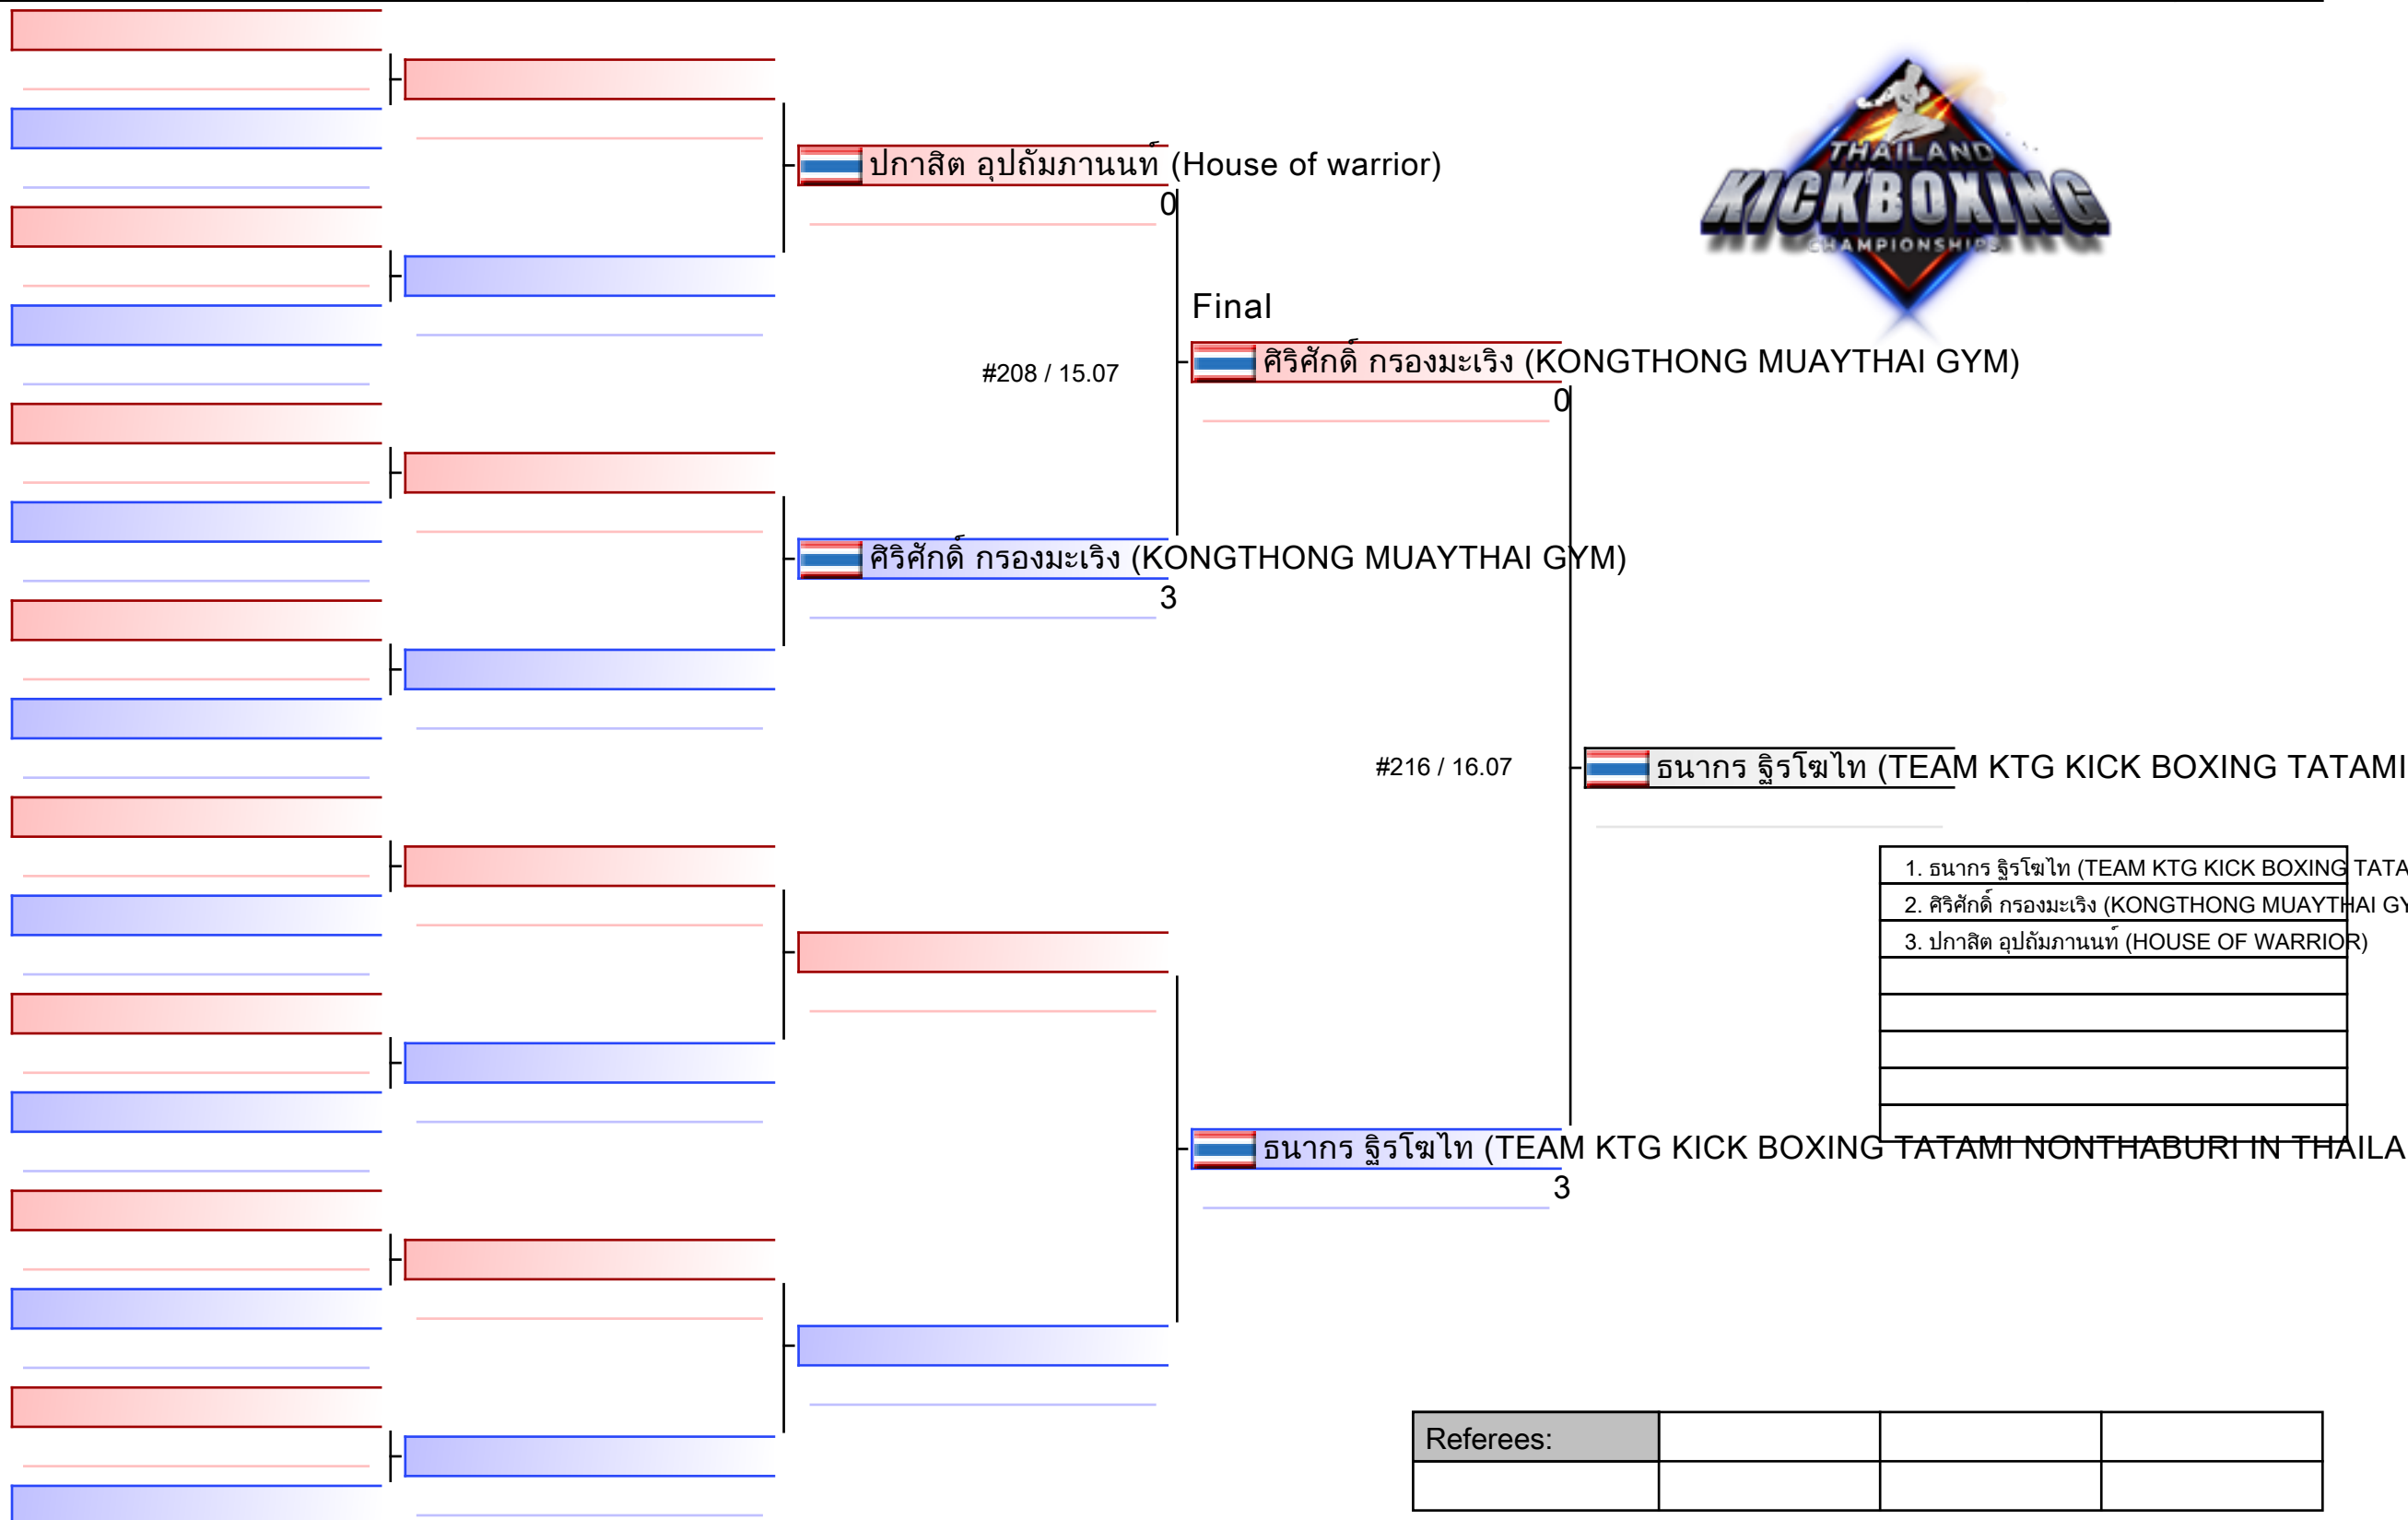 THAILAND
KICKBOXING
CHAMPIONSHIPS
ปกาสิต อุปถัมภานนท์ (House of warrior)
0
Final
#208 / 15.07
ศิริศักดิ์ กรองมะเริง (KONGTHONG MUAYTHAI GYM)
0
ศิริศักดิ์ กรองมะเริง (KONGTHONG MUAYTHAI GYM)
3
#216 / 16.07
ธนากร ฐิรโฆไท (TEAM KTG KICK BOXING TATAMI
1. ธนากร ฐิรโฆไท (TEAM KTG KICK BOXING TATA
2. ศิริศักดิ์ กรองมะเริง (KONGTHONG MUAYTHAI GY
3. ปกาสิต อุปถัมภานนท์ (HOUSE OF WARRIOR)
ธนากร ฐิรโฆไท (TEAM KTG KICK BOXING TATAMI NONTHABURI IN THAILA
3
Referees: